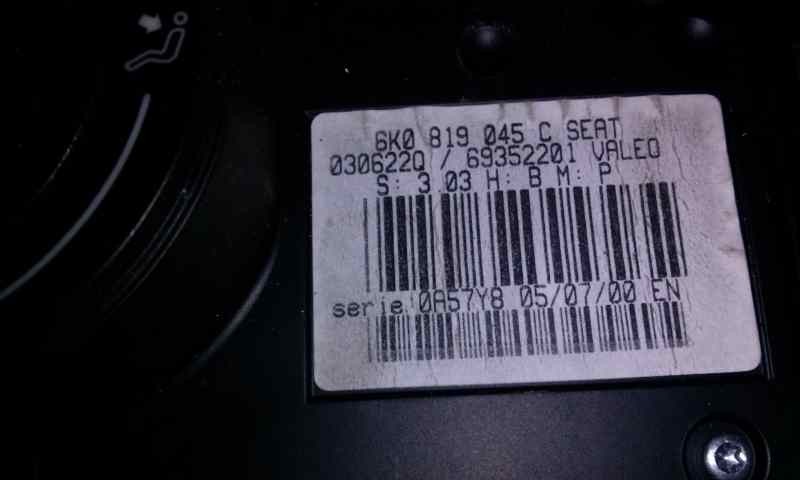 6K0 819 045 C SEAT
030622Q / 69352201 VALEO
S: 3.03 H: B M: P
serie 0A57Y8 05/07/00 EN